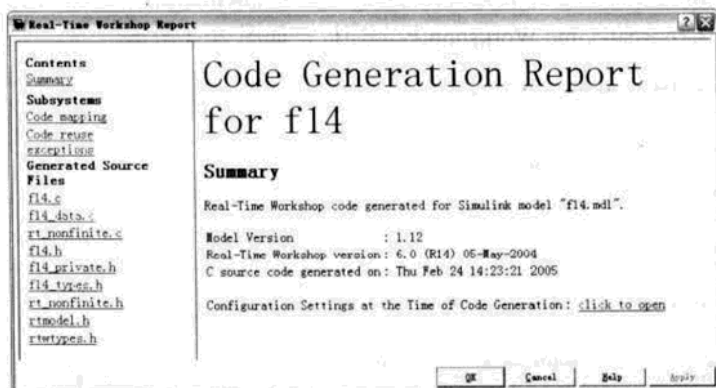 Real-Time Workshop Report
Contents
Summary
Subsystems
Code mapping
Code reuse
exceptions
Generated Source
Files
f14.c
f14_data.c
rt_nonfinite.c
f14.h
f14_private.h
f14_types.h
rt_nonfinite.h
rtmodel.h
rtwtypes.h
Code Generation Report
for f14
Summary
Real-Time Workshop code generated for Simulink model "f14.mdl".
Model Version : 1.12
Real-Time Workshop version : 6.0 (R14) 05-May-2004
C source code generated on : Thu Feb 24 14:23:21 2005
Configuration Settings at the Time of Code Generation : click to open
OK
Cancel
Help
Apply